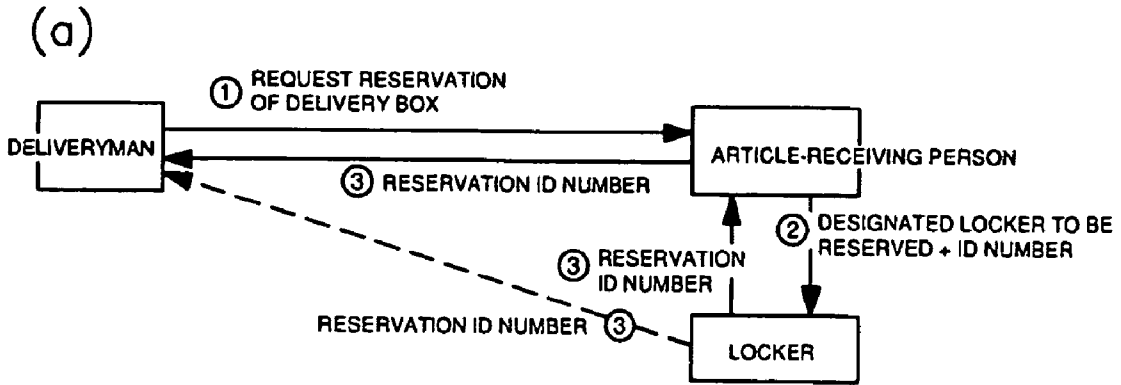 (a)
① REQUEST RESERVATION
OF DELIVERY BOX
DELIVERYMAN
ARTICLE-RECEIVING PERSON
③ RESERVATION ID NUMBER
② DESIGNATED LOCKER TO BE
RESERVED + ID NUMBER
③ RESERVATION
ID NUMBER
RESERVATION ID NUMBER ③
LOCKER